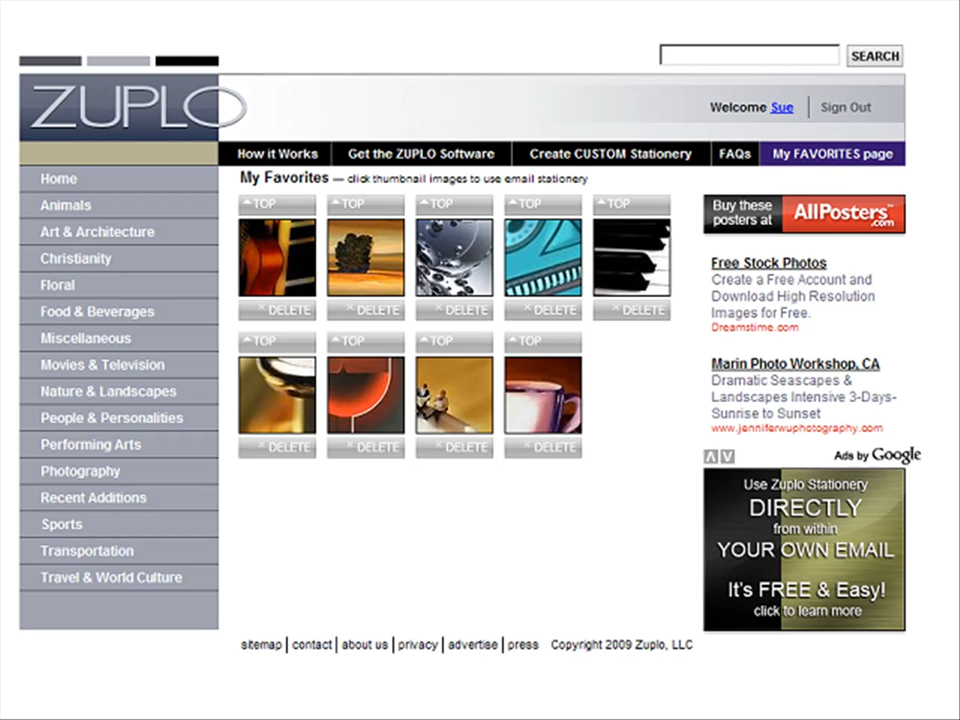 SEARCH
ZUPLO
Welcome Sue
Sign Out
How it Works
Get the ZUPLO Software
Create CUSTOM Stationery
FAQs
My FAVORITES page
Home
Animals
Art & Architecture
Christianity
Floral
Food & Beverages
Miscellaneous
Movies & Television
Nature & Landscapes
People & Personalities
Performing Arts
Photography
Recent Additions
Sports
Transportation
Travel & World Culture
My Favorites — click thumbnail images to use email stationery
TOP TOP TOP TOP TOP
× DELETE × DELETE × DELETE × DELETE × DELETE
TOP TOP TOP TOP
× DELETE × DELETE × DELETE × DELETE
Buy these
posters at
AllPosters™
.com
Free Stock Photos
Create a Free Account and
Download High Resolution
Images for Free.
Dreamstime.com
Marin Photo Workshop, CA
Dramatic Seascapes &
Landscapes Intensive 3-Days-
Sunrise to Sunset
www.jenniferwuphotography.com
Ads by Google
Use Zuplo Stationery
DIRECTLY
from within
YOUR OWN EMAIL
It's FREE & Easy!
click to learn more
sitemap | contact | about us | privacy | advertise | press Copyright 2009 Zuplo, LLC